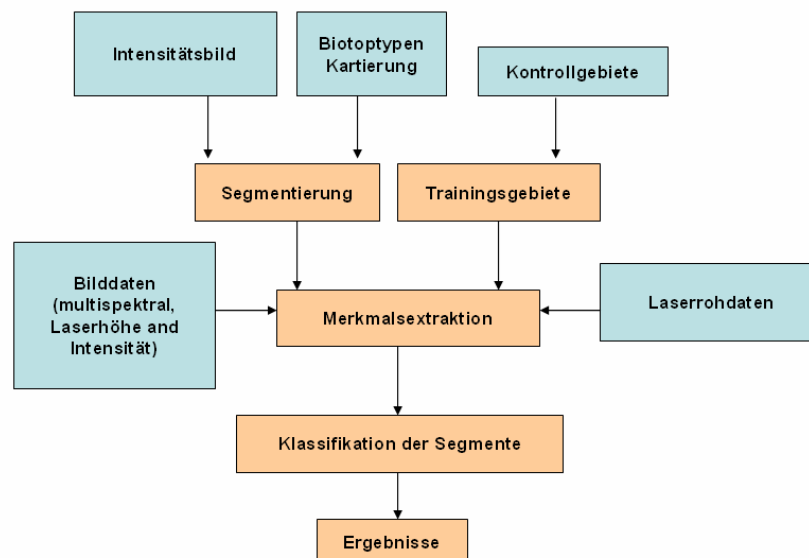 Intensitätsbild
Biotoptypen
Kartierung
Kontrollgebiete
Segmentierung
Trainingsgebiete
Bilddaten
(multispektral,
Laserhöhe and
Intensität)
Merkmalsextraktion
Laserrohdaten
Klassifikation der Segmente
Ergebnisse